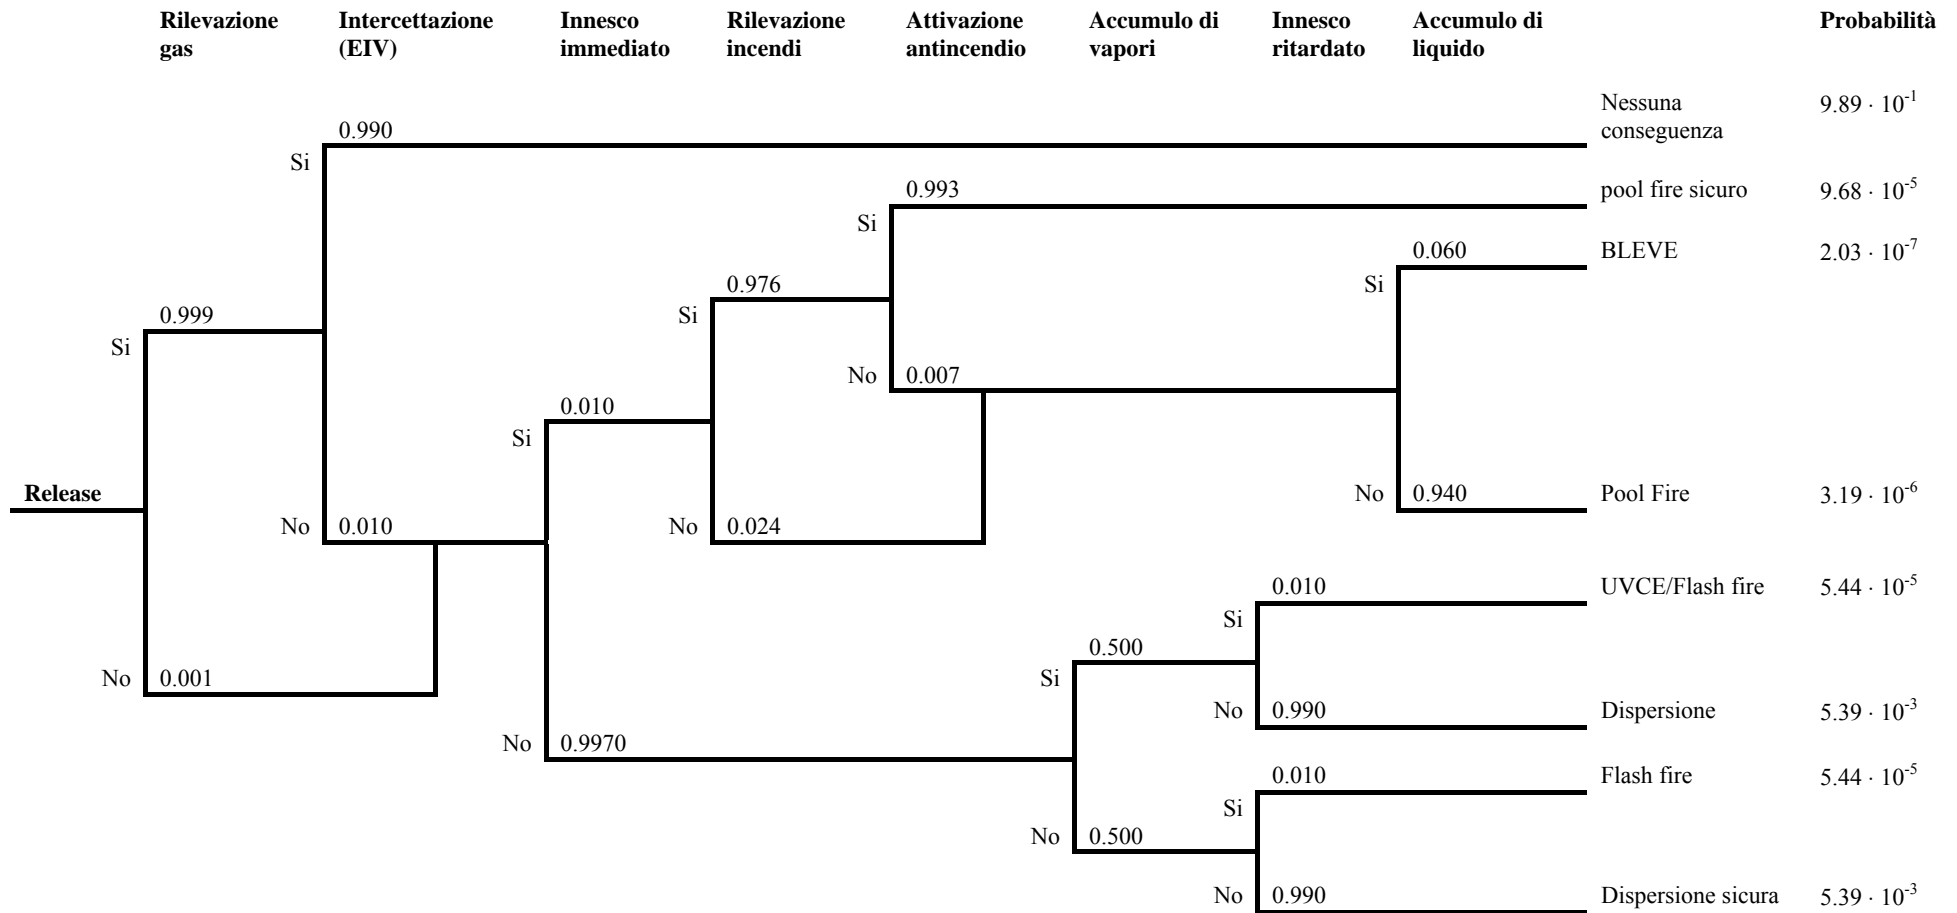 Rilevazione gas
Intercettazione (EIV)
Innesco immediato
Rilevazione incendi
Attivazione antincendio
Accumulo di vapori
Innesco ritardato
Accumulo di liquido
Probabilità
Nessuna conseguenza
9.89 · 10⁻¹
0.990
Si
0.993
pool fire sicuro
9.68 · 10⁻⁵
Si
0.060
BLEVE
2.03 · 10⁻⁷
Si
0.976
Si
0.999
Si
No
0.007
0.010
Si
Release
No
0.940
Pool Fire
3.19 · 10⁻⁶
No
0.010
No
0.024
0.010
UVCE/Flash fire
5.44 · 10⁻⁵
Si
0.500
Si
No
0.001
No
0.990
Dispersione
5.39 · 10⁻³
No
0.9970
0.010
Flash fire
5.44 · 10⁻⁵
Si
No
0.500
No
0.990
Dispersione sicura
5.39 · 10⁻³